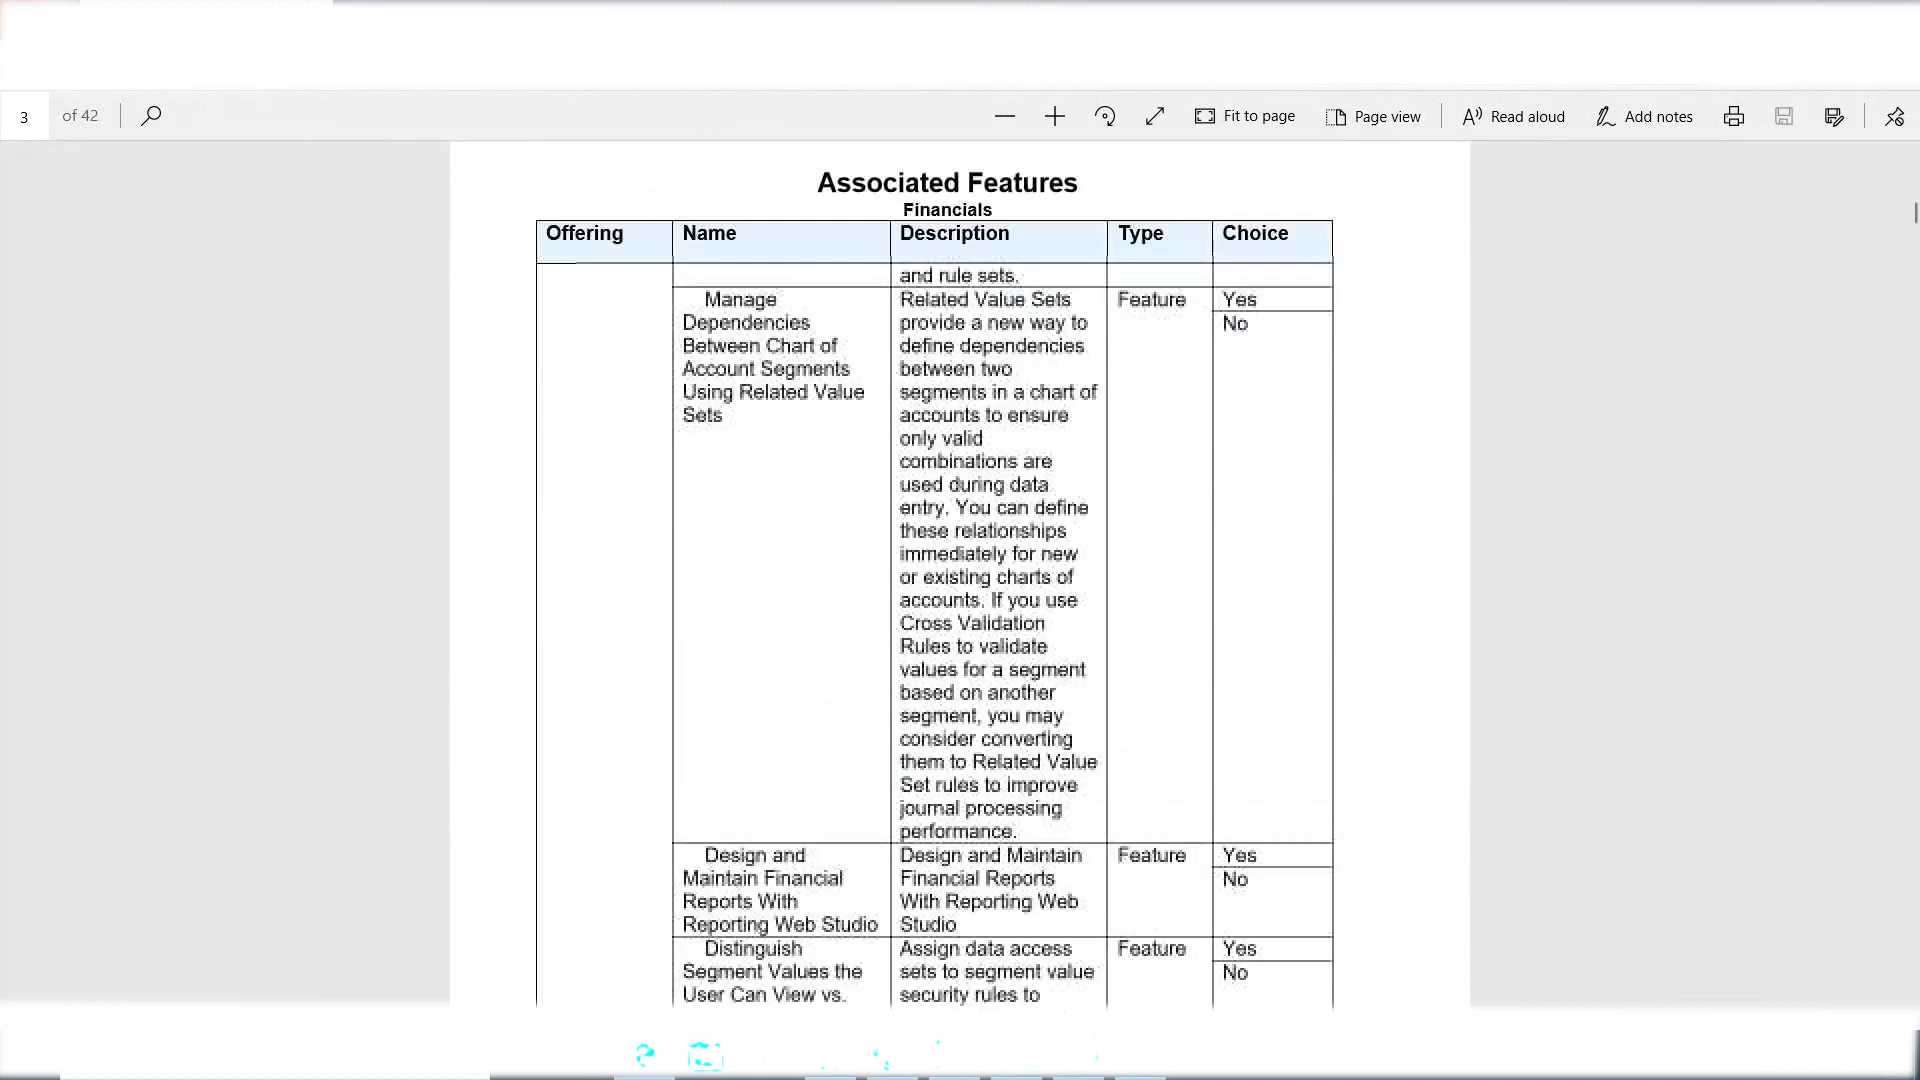 3 of 42 Fit to page Page view Read aloud Add notes
Associated Features
Financials
Offering Name Description Type Choice
and rule sets.
Manage Related Value Sets Feature Yes
Dependencies provide a new way to No
Between Chart of define dependencies
Account Segments between two
Using Related Value segments in a chart of
Sets accounts to ensure
only valid
combinations are
used during data
entry. You can define
these relationships
immediately for new
or existing charts of
accounts. If you use
Cross Validation
Rules to validate
values for a segment
based on another
segment, you may
consider converting
them to Related Value
Set rules to improve
journal processing
performance.
Design and Design and Maintain Feature Yes
Maintain Financial Financial Reports No
Reports With With Reporting Web
Reporting Web Studio Studio
Distinguish Assign data access Feature Yes
Segment Values the sets to segment value No
User Can View vs. security rules to